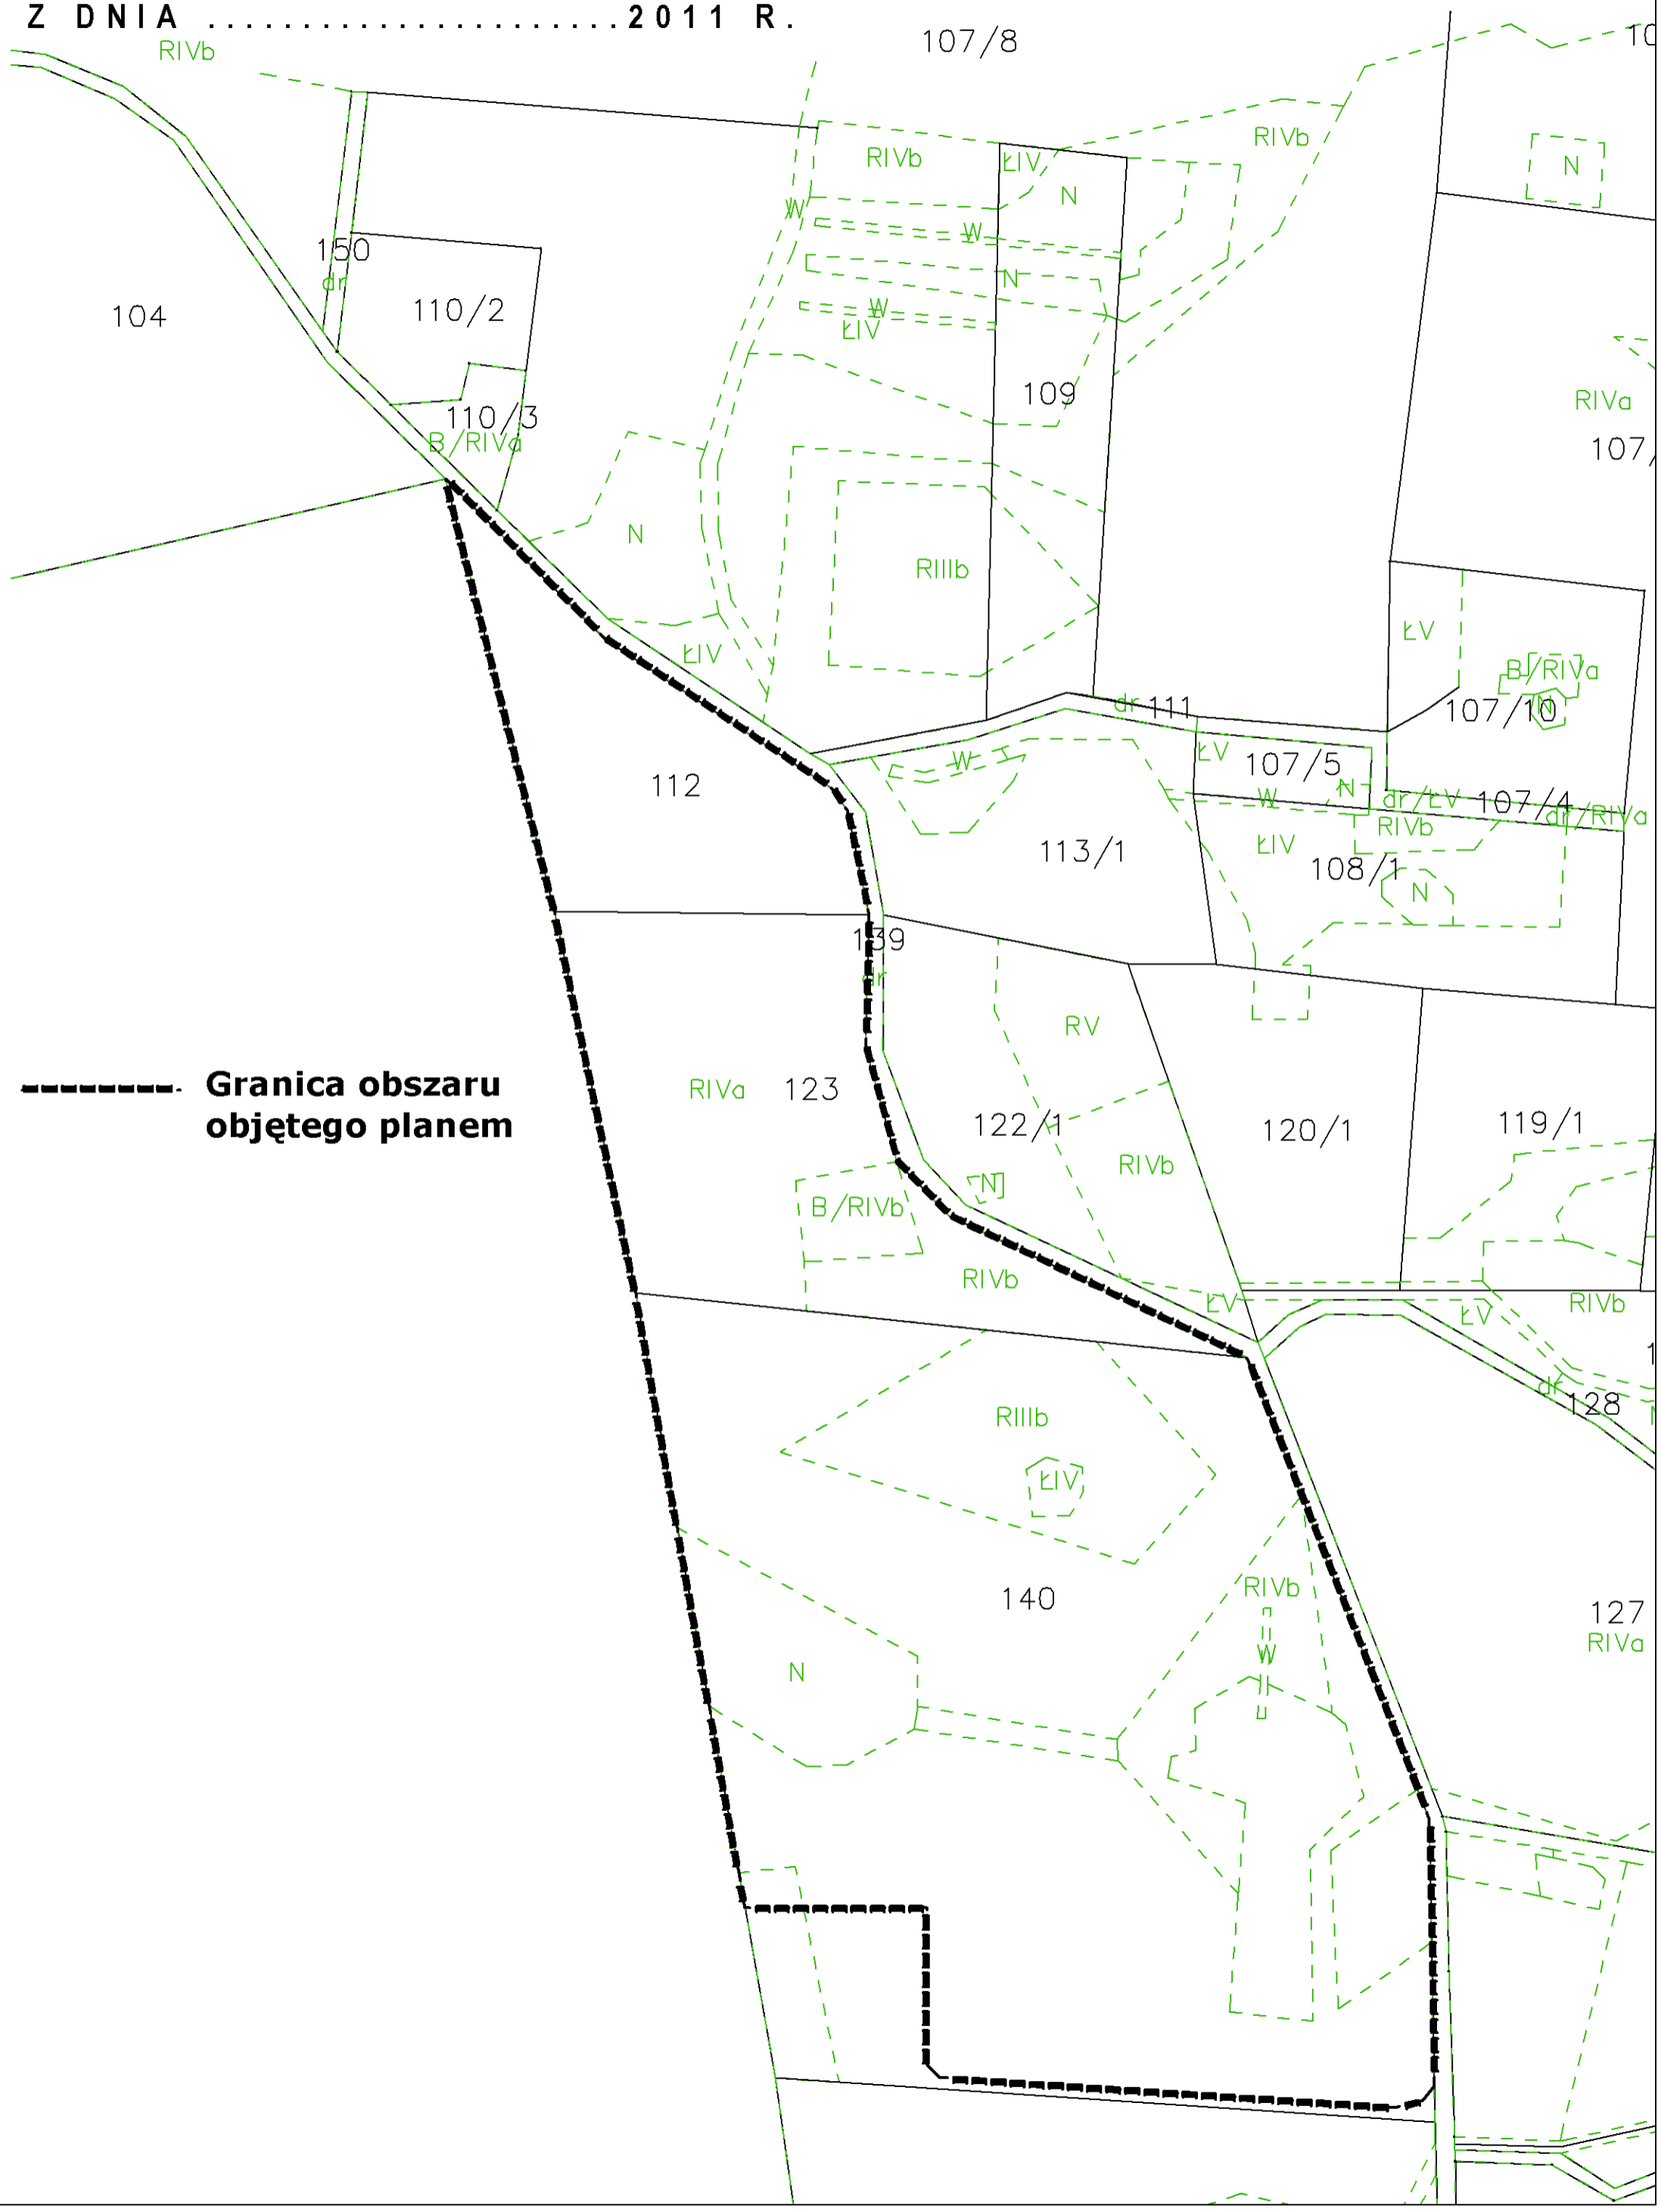 Z DNIA ......................2011 R.
RIVb
107/8
10
RIVb
RIVb
ŁIV
N
N
W
W
150
dr
N
104
110/2
W
ŁIV
109
RIVa
110/3
B/RIVa
107/
N
RIIIb
ŁIV
ŁV
B/RIVa
N
107/10
dr 111
112
W
ŁV
107/5
W
N
dr/ŁV
107/4
dr/RIVa
RIVb
113/1
ŁIV
108/1
N
139
dr
RV
Granica obszaru
objętego planem
RIVa
123
122/1
120/1
119/1
RIVb
N
B/RIVb
RIVb
ŁV
ŁV
RIVb
1
dr
128
RIIIb
ŁIV
140
RIVb
127
RIVa
W
N